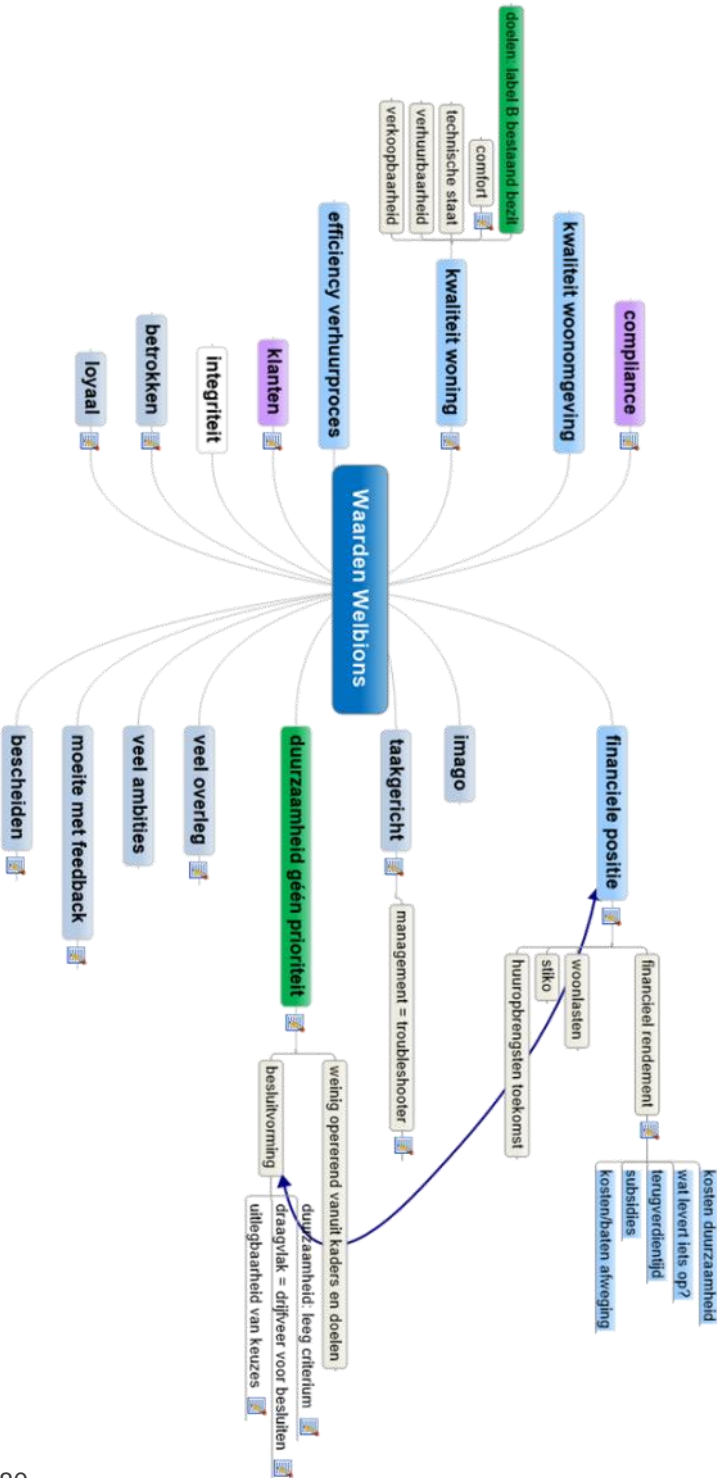 Waarden Welbions
compliance
kwaliteit woonomgeving
kwaliteit woning
doelen: label B bestaand bezit
comfort
technische staat
verhuurbaarheid
verkoopbaarheid
efficiency verhuurproces
klanten
integriteit
betrokken
loyaal
financiele positie
financieel rendement
kosten duurzaamheid
wat levert iets op?
terugverdientijd
subsidies
kosten/baten afweging
woonlasten
stiko
huuropbrengsten toekomst
imago
taakgericht
management = troubleshooter
duurzaamheid géén prioriteit
weinig opererend vanuit kaders en doelen
besluitvorming
duurzaamheid: leeg criterium
draagvlak = drijfveer voor besluiten
uitlegbaarheid van keuzes
veel overleg
veel ambities
moeite met feedback
bescheiden